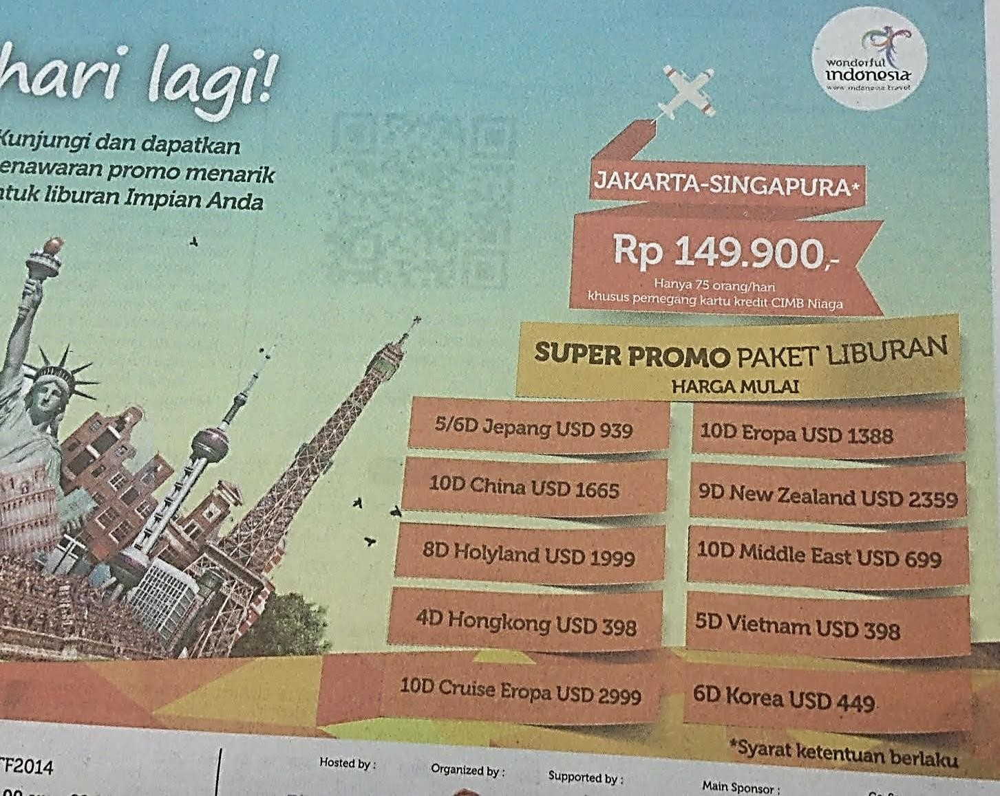 hari lagi!
Kunjungi dan dapatkan
enawaran promo menarik
ntuk liburan Impian Anda
wonderful
indonesia
www.indonesia.travel
JAKARTA-SINGAPURA*
Rp 149.900,-
Hanya 75 orang/hari
khusus pemegang kartu kredit CIMB Niaga
SUPER PROMO PAKET LIBURAN
HARGA MULAI
5/6D Jepang USD 939
10D Eropa USD 1388
10D China USD 1665
9D New Zealand USD 2359
8D Holyland USD 1999
10D Middle East USD 699
4D Hongkong USD 398
5D Vietnam USD 398
10D Cruise Eropa USD 2999
6D Korea USD 449
*Syarat ketentuan berlaku
TF2014
Hosted by :
Organized by :
Supported by :
Main Sponsor :